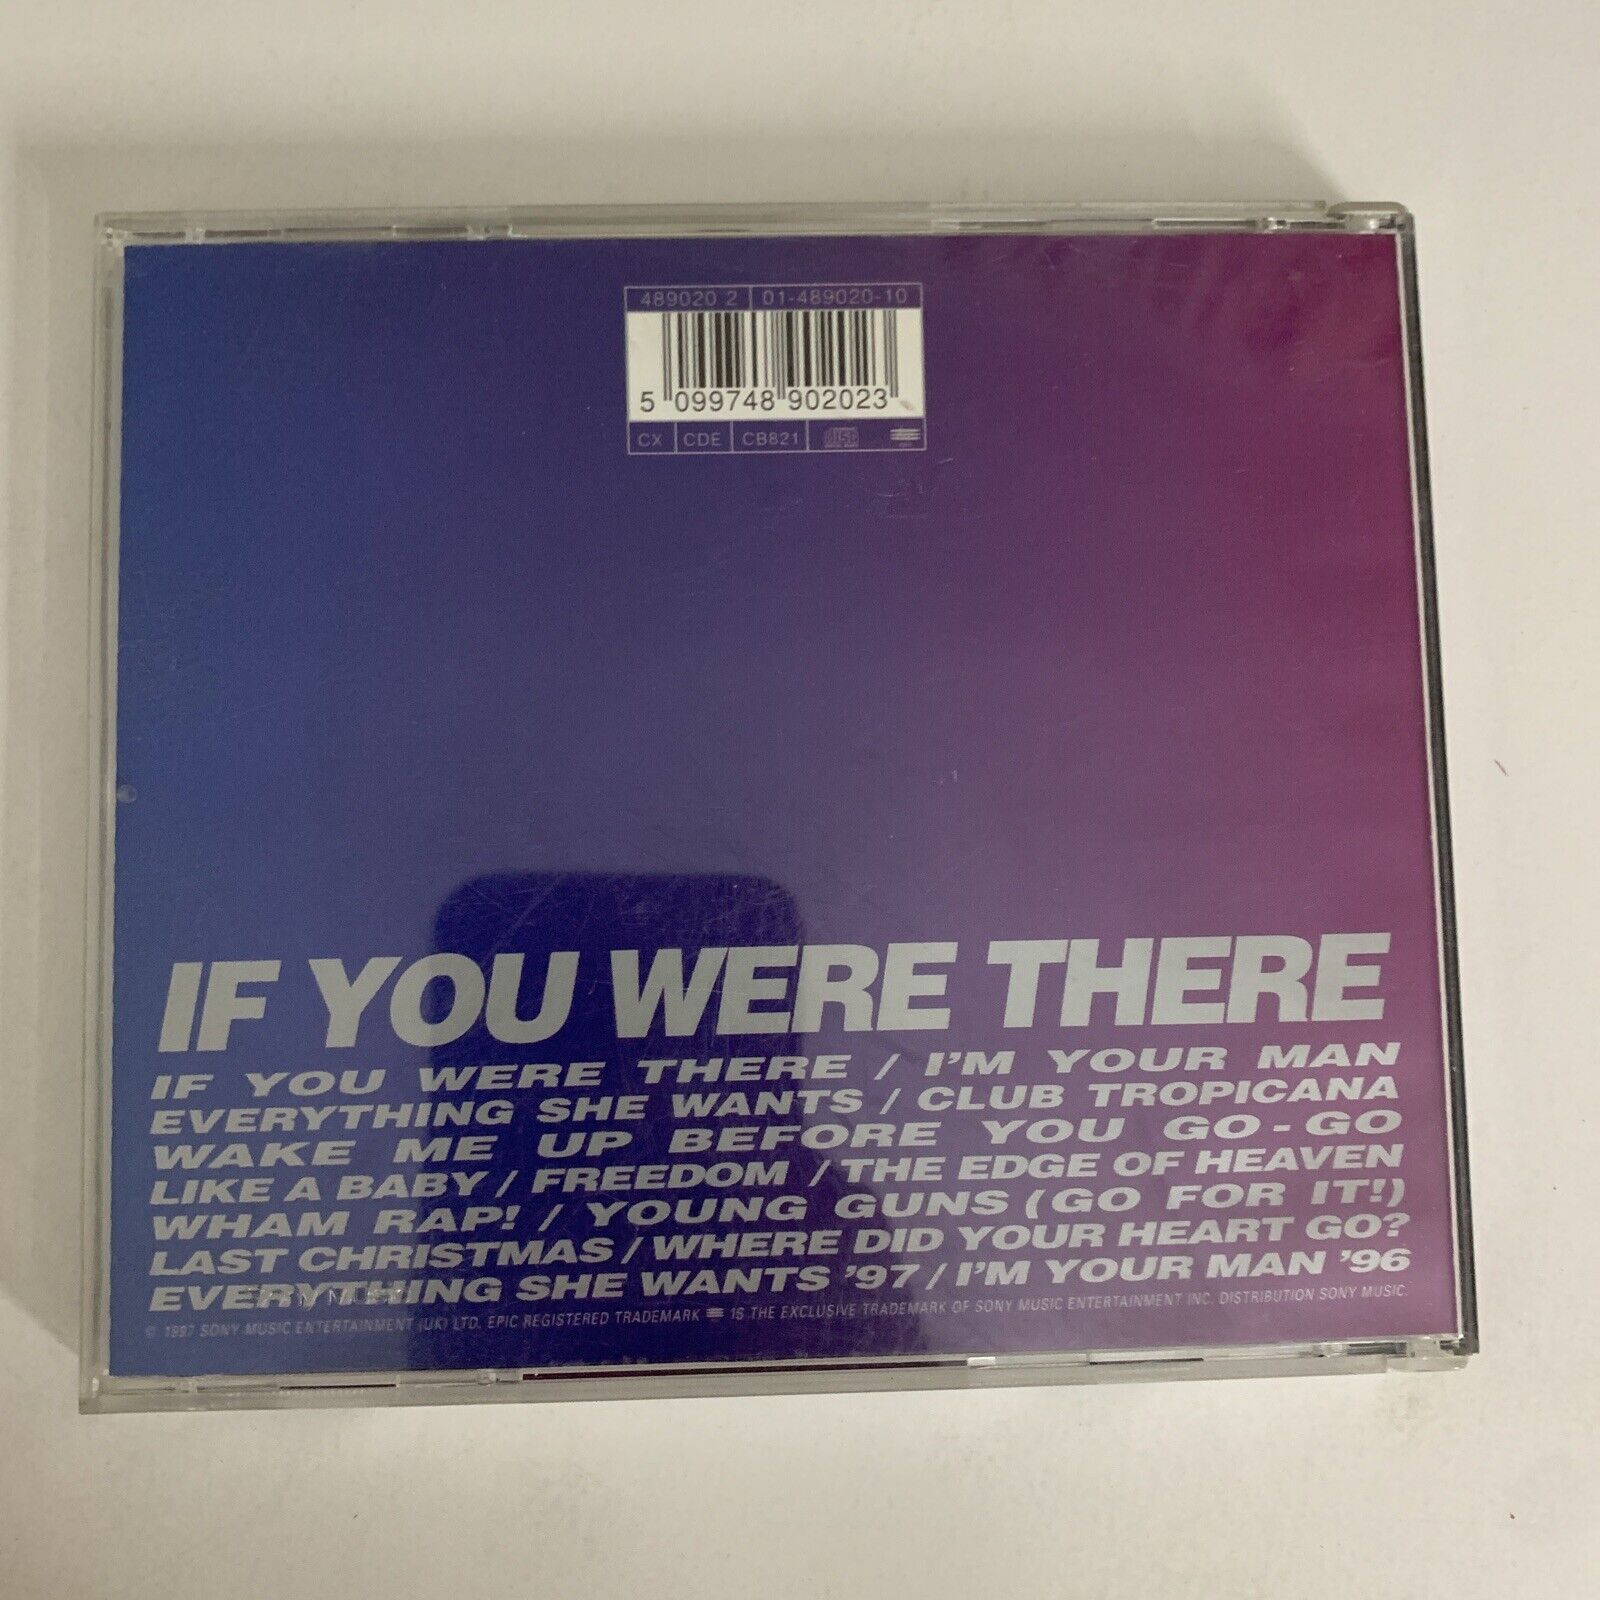 489020 2 01-489020-10
5 099748 902023
CX CDE CB821 DISC
IF YOU WERE THERE
IF YOU WERE THERE / I'M YOUR MAN
EVERYTHING SHE WANTS / CLUB TROPICANA
WAKE ME UP BEFORE YOU GO-GO
LIKE A BABY / FREEDOM / THE EDGE OF HEAVEN
WHAM RAP! / YOUNG GUNS (GO FOR IT!)
LAST CHRISTMAS / WHERE DID YOUR HEART GO?
EVERYTHING SHE WANTS '97 / I'M YOUR MAN '96
© 1997 SONY MUSIC ENTERTAINMENT (UK) LTD. EPIC REGISTERED TRADEMARK IS THE EXCLUSIVE TRADEMARK OF SONY MUSIC ENTERTAINMENT INC. DISTRIBUTION SONY MUSIC.